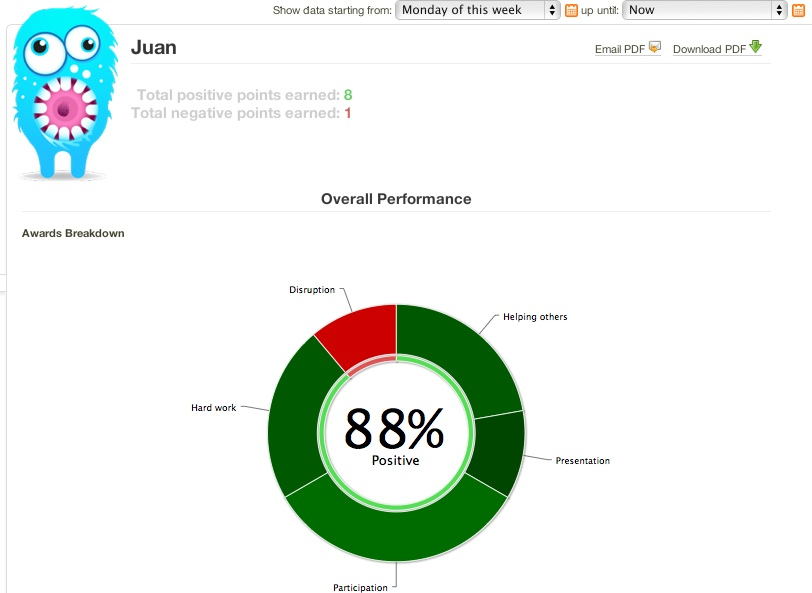 Show data starting from: Monday of this week up until: Now
Juan
Email PDF Download PDF
Total positive points earned: 8
Total negative points earned: 1
Overall Performance
Awards Breakdown
Disruption
Helping others
Hard work
88%
Positive
Presentation
Participation